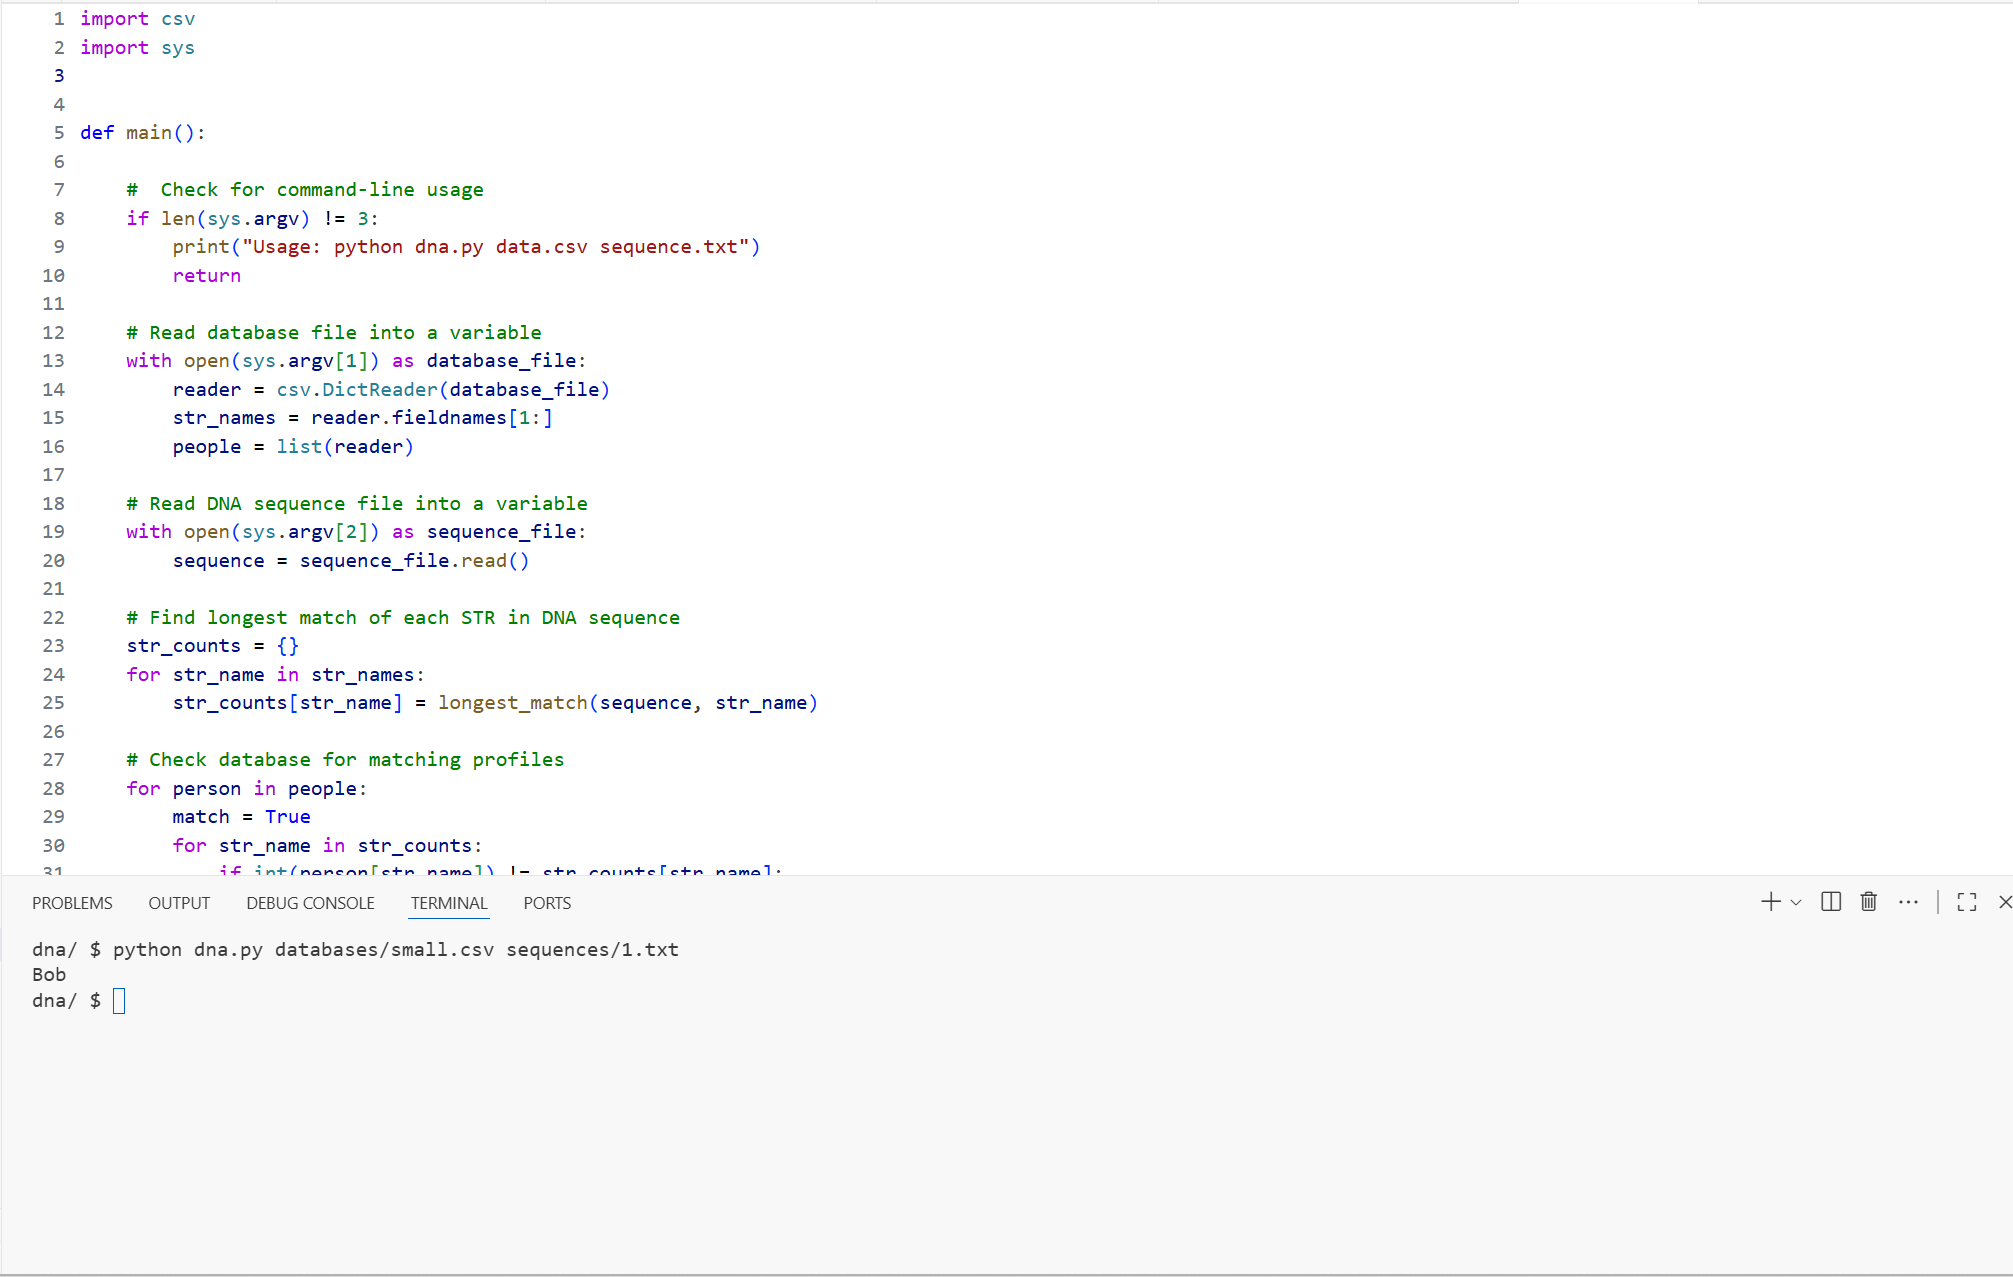 1 import csv
2 import sys
3
4
5 def main():
6
7     #  Check for command-line usage
8     if len(sys.argv) != 3:
9         print("Usage: python dna.py data.csv sequence.txt")
10         return
11
12     # Read database file into a variable
13     with open(sys.argv[1]) as database_file:
14         reader = csv.DictReader(database_file)
15         str_names = reader.fieldnames[1:]
16         people = list(reader)
17
18     # Read DNA sequence file into a variable
19     with open(sys.argv[2]) as sequence_file:
20         sequence = sequence_file.read()
21
22     # Find longest match of each STR in DNA sequence
23     str_counts = {}
24     for str_name in str_names:
25         str_counts[str_name] = longest_match(sequence, str_name)
26
27     # Check database for matching profiles
28     for person in people:
29         match = True
30         for str_name in str_counts:
31             if int(person[str_name]) != str_counts[str_name]:
PROBLEMS OUTPUT DEBUG CONSOLE TERMINAL PORTS
dna/ $ python dna.py databases/small.csv sequences/1.txt
Bob
dna/ $